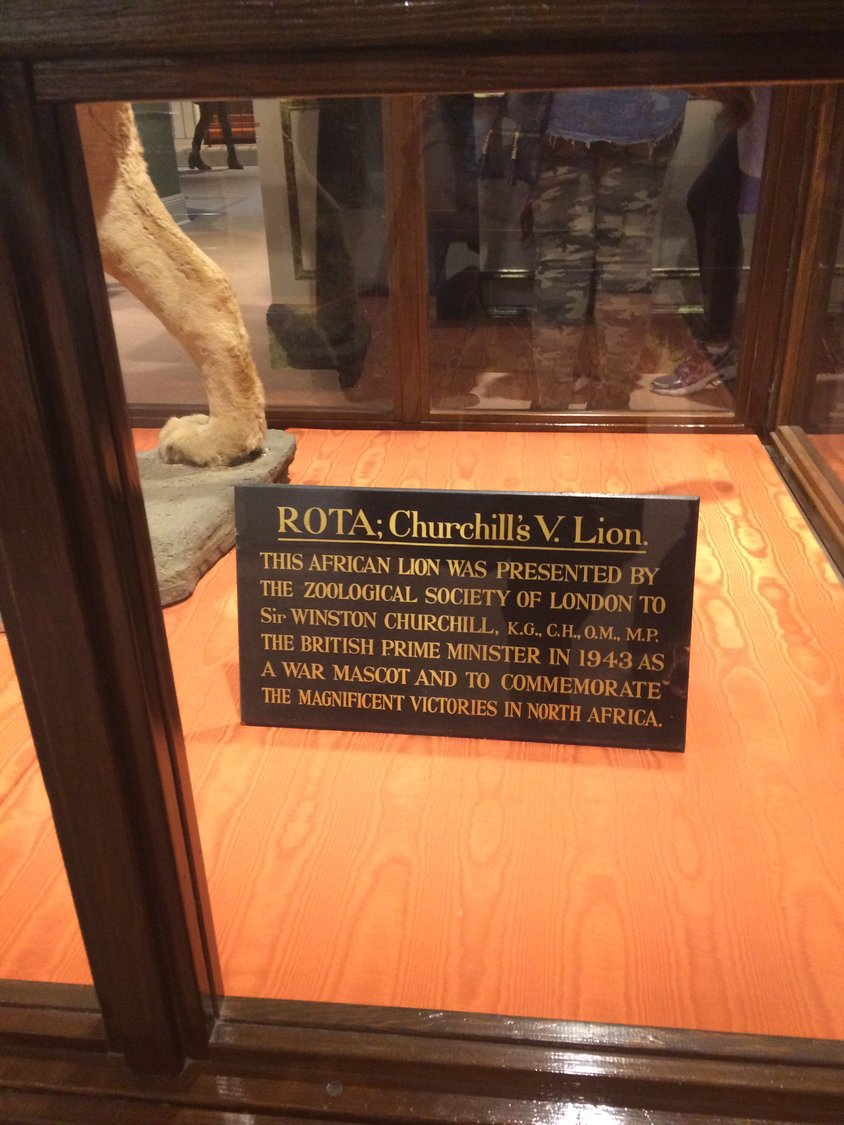 ROTA; Churchill's V. Lion.
THIS AFRICAN LION WAS PRESENTED BY
THE ZOOLOGICAL SOCIETY OF LONDON TO
Sir WINSTON CHURCHILL, K.G., C.H., O.M., M.P.
THE BRITISH PRIME MINISTER IN 1943 AS
A WAR MASCOT AND TO COMMEMORATE
THE MAGNIFICENT VICTORIES IN NORTH AFRICA.